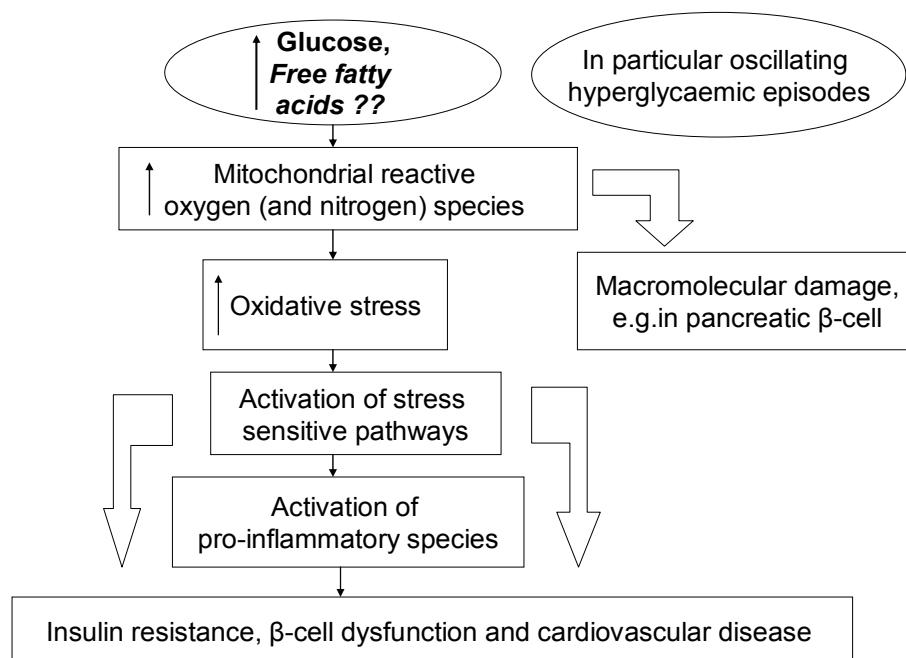 Glucose,
Free fatty
acids ??
In particular oscillating
hyperglycaemic episodes
Mitochondrial reactive
oxygen (and nitrogen) species
Macromolecular damage,
e.g.in pancreatic β-cell
Oxidative stress
Activation of stress
sensitive pathways
Activation of
pro-inflammatory species
Insulin resistance, β-cell dysfunction and cardiovascular disease